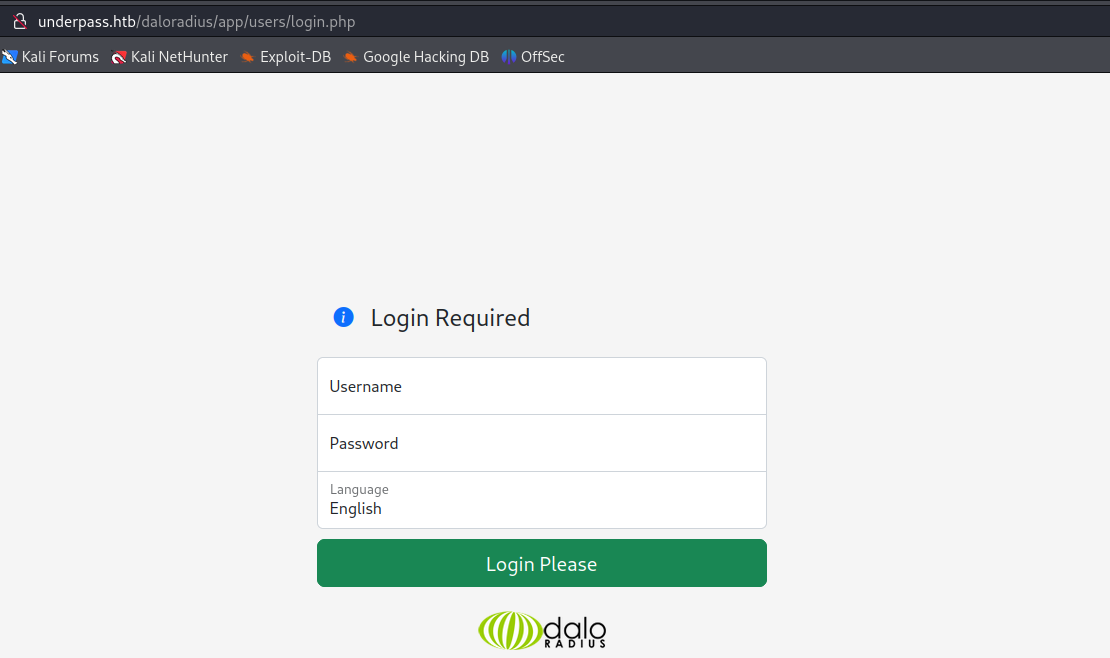 underpass.htb/daloradius/app/users/login.php
Kali Forums Kali NetHunter Exploit-DB Google Hacking DB OffSec
Login Required
Username
Password
Language
English
Login Please
dalo
RADIUS